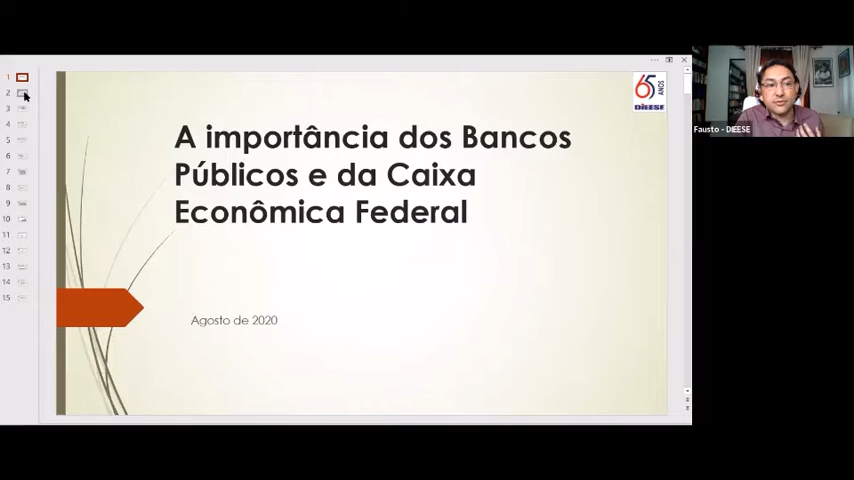 1
2
3
4
5
6
7
8
9
10
11
12
13
14
15
65 ANOS
DIEESE
A importância dos Bancos
Públicos e da Caixa
Econômica Federal
Agosto de 2020
Fausto - DIEESE